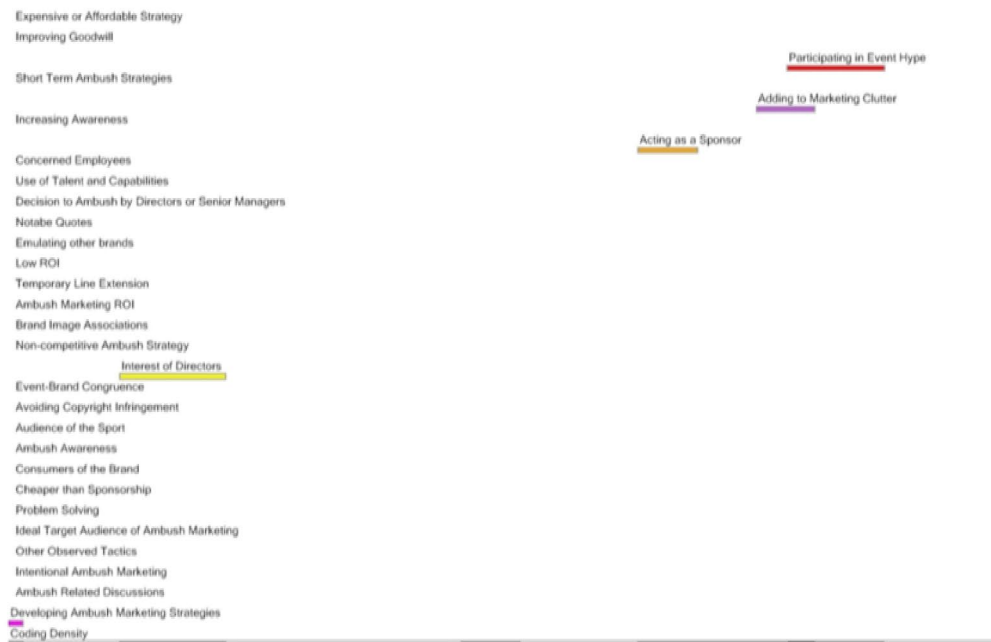 Expensive or Affordable Strategy
Improving Goodwill
Participating in Event Hype
Short Term Ambush Strategies
Adding to Marketing Clutter
Increasing Awareness
Acting as a Sponsor
Concerned Employees
Use of Talent and Capabilities
Decision to Ambush by Directors or Senior Managers
Notabe Quotes
Emulating other brands
Low ROI
Temporary Line Extension
Ambush Marketing ROI
Brand Image Associations
Non-competitive Ambush Strategy
Interest of Directors
Event-Brand Congruence
Avoiding Copyright Infringement
Audience of the Sport
Ambush Awareness
Consumers of the Brand
Cheaper than Sponsorship
Problem Solving
Ideal Target Audience of Ambush Marketing
Other Observed Tactics
Intentional Ambush Marketing
Ambush Related Discussions
Developing Ambush Marketing Strategies
Coding Density